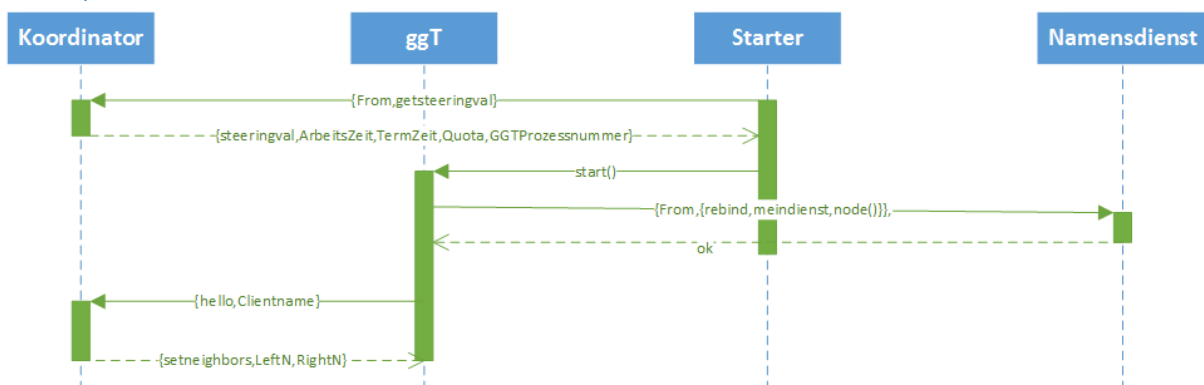 Koordinator
ggT
Starter
Namensdienst
{From,getsteeringval}
{steeringval,ArbeitsZeit,TermZeit,Quota,GGTProzessnummer}
start()
{From,{rebind,meindienst,node()}},
ok
{hello,Clientname}
{setneighbors,LeftN,RightN}